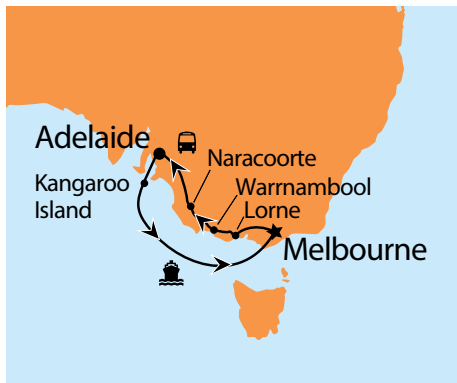 Adelaide
Naracoorte
Kangaroo
Island
Warrnambool
Lorne
Melbourne